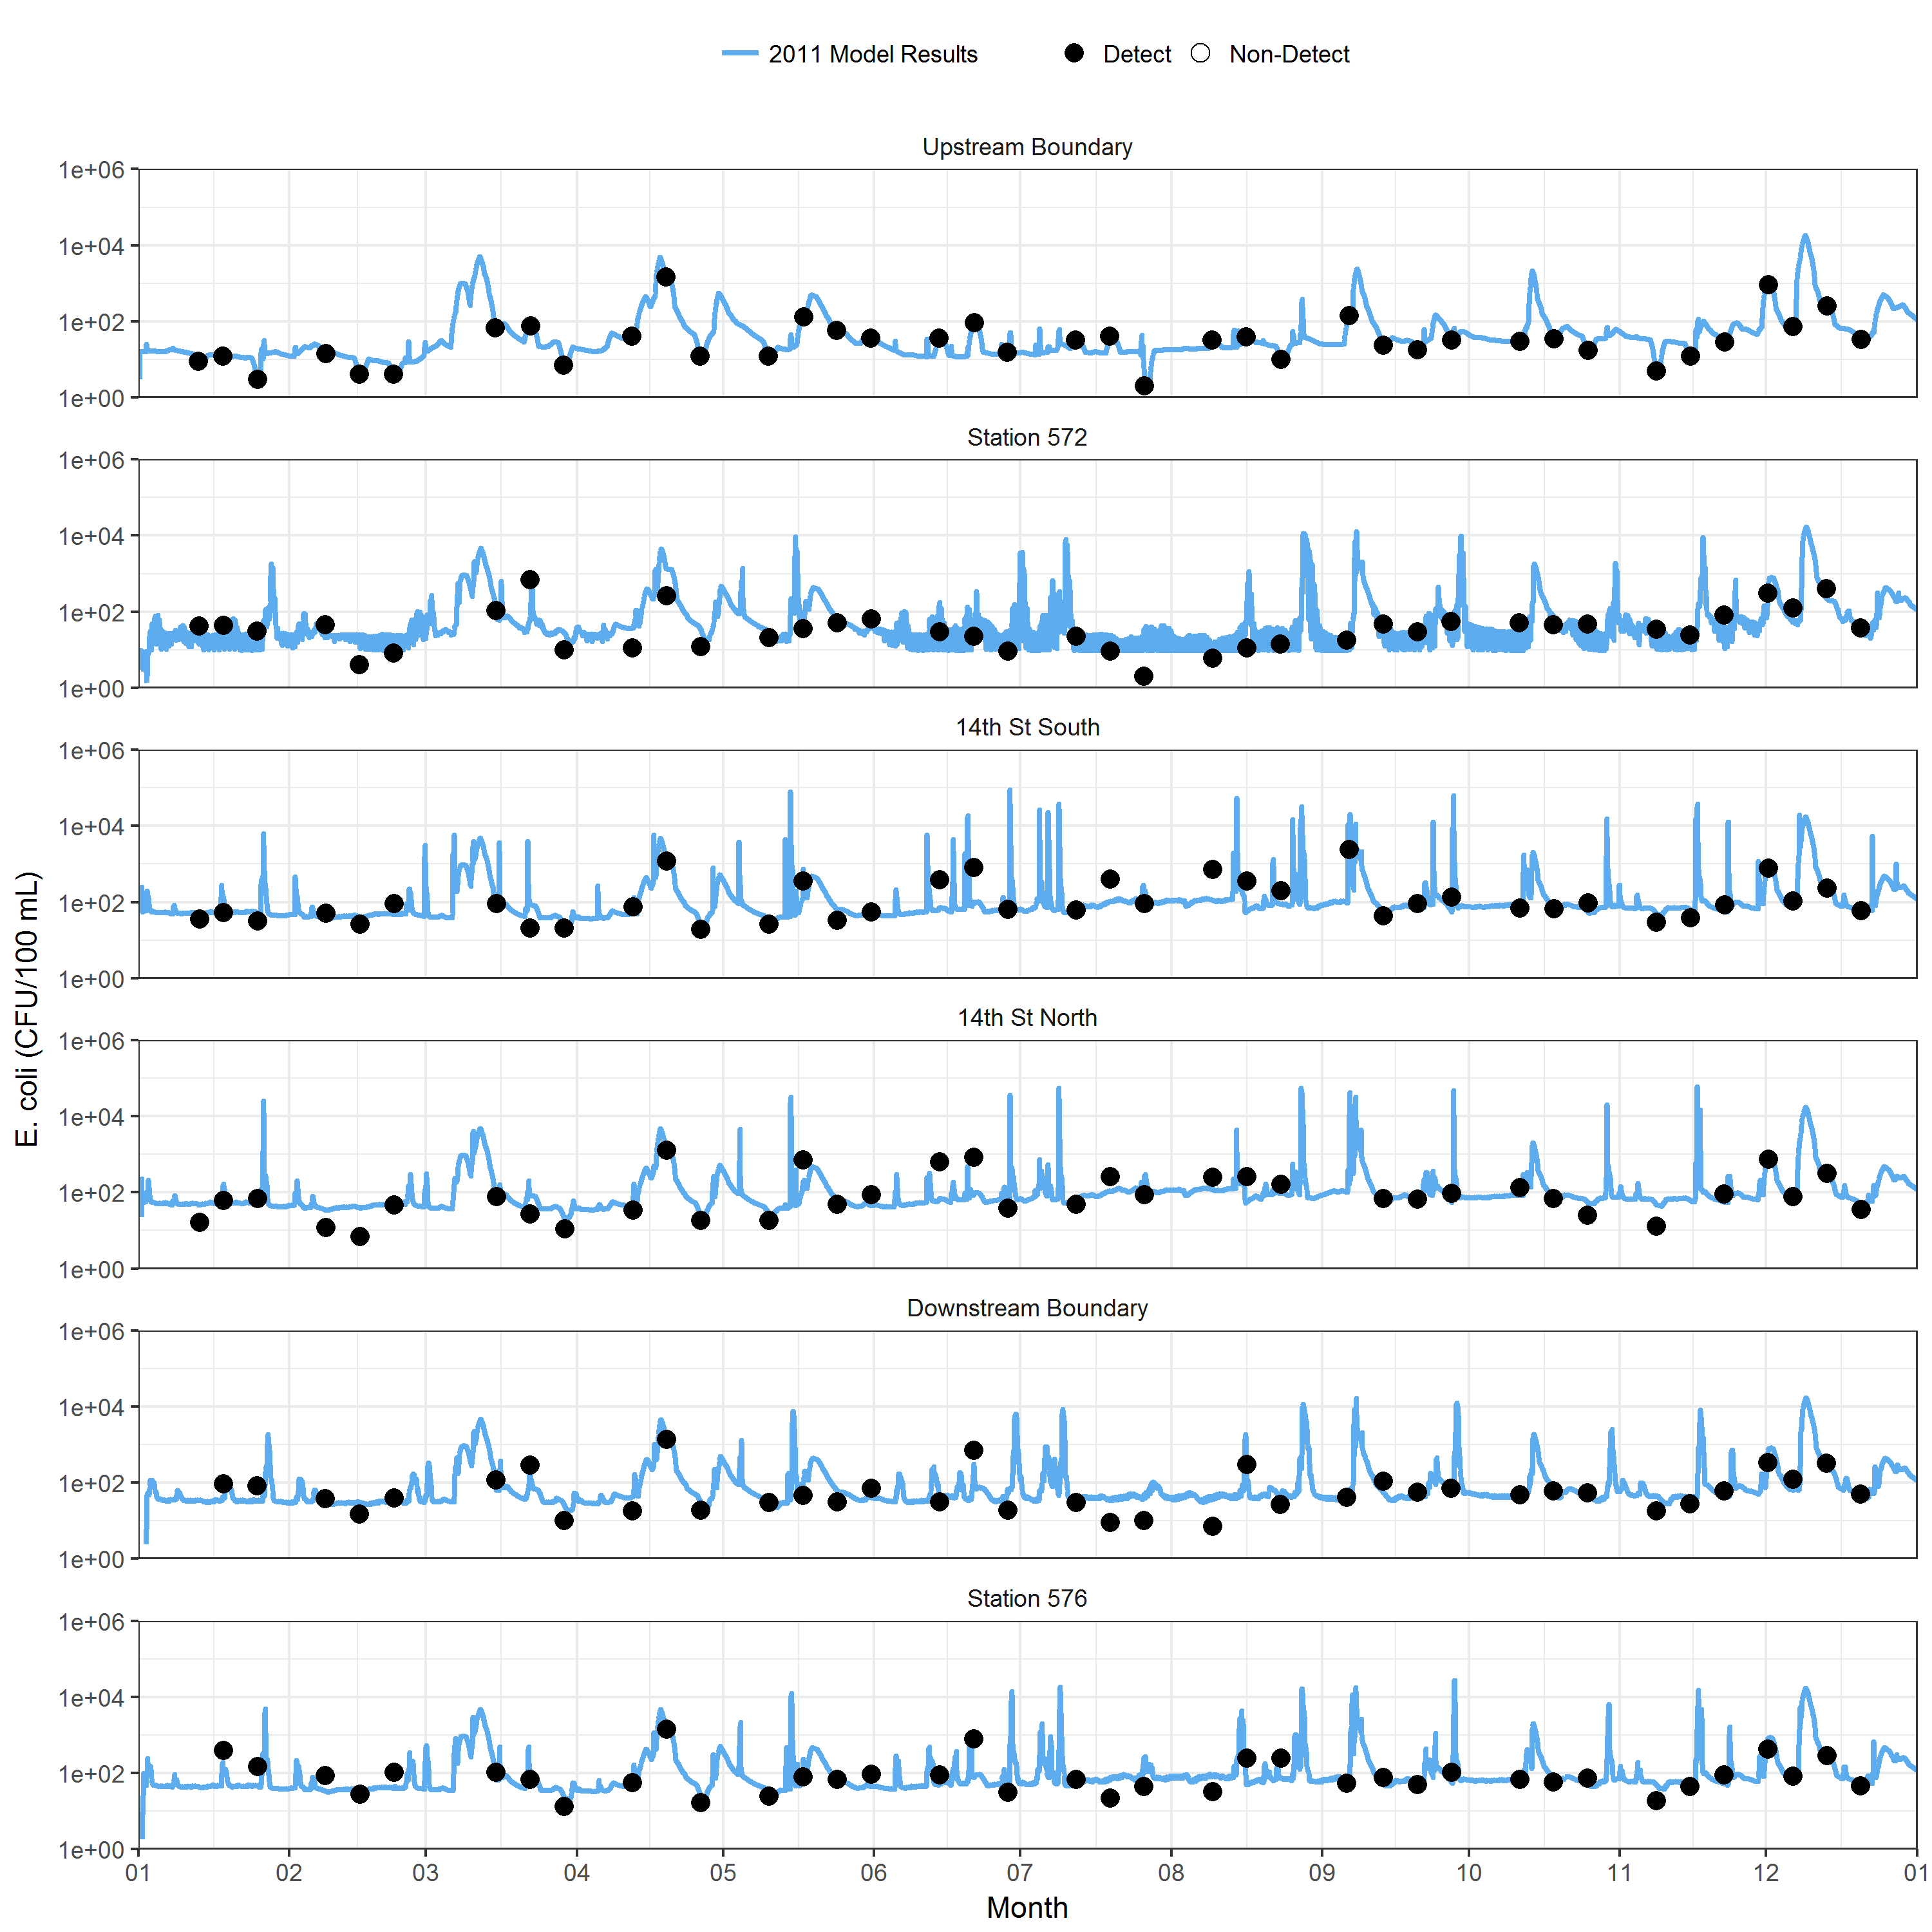 2011 Model Results Detect Non-Detect
Upstream Boundary
1e+06
1e+04
1e+02
1e+00
Station 572
1e+06
1e+04
1e+02
1e+00
14th St South
1e+06
1e+04
1e+02
1e+00
14th St North
1e+06
1e+04
1e+02
1e+00
Downstream Boundary
1e+06
1e+04
1e+02
1e+00
Station 576
1e+06
1e+04
1e+02
1e+00
E. coli (CFU/100 mL)
01 02 03 04 05 06 07 08 09 10 11 12 01
Month